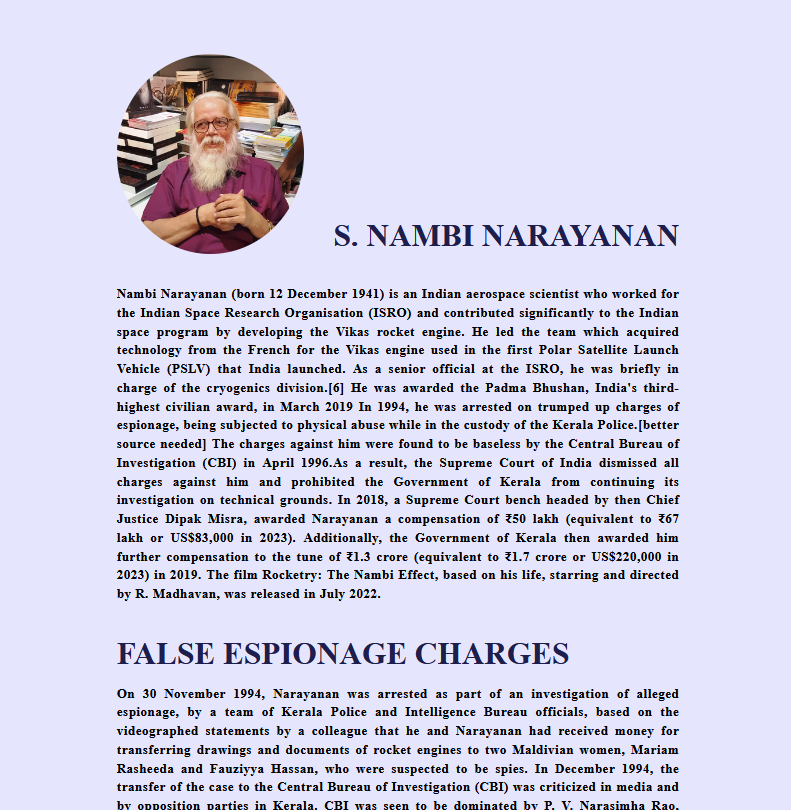 S. NAMBI NARAYANAN
Nambi Narayanan (born 12 December 1941) is an Indian aerospace scientist who worked for
the Indian Space Research Organisation (ISRO) and contributed significantly to the Indian
space program by developing the Vikas rocket engine. He led the team which acquired
technology from the French for the Vikas engine used in the first Polar Satellite Launch
Vehicle (PSLV) that India launched. As a senior official at the ISRO, he was briefly in
charge of the cryogenics division.[6] He was awarded the Padma Bhushan, India's third-
highest civilian award, in March 2019 In 1994, he was arrested on trumped up charges of
espionage, being subjected to physical abuse while in the custody of the Kerala Police.[better
source needed] The charges against him were found to be baseless by the Central Bureau of
Investigation (CBI) in April 1996.As a result, the Supreme Court of India dismissed all
charges against him and prohibited the Government of Kerala from continuing its
investigation on technical grounds. In 2018, a Supreme Court bench headed by then Chief
Justice Dipak Misra, awarded Narayanan a compensation of ₹50 lakh (equivalent to ₹67
lakh or US$83,000 in 2023). Additionally, the Government of Kerala then awarded him
further compensation to the tune of ₹1.3 crore (equivalent to ₹1.7 crore or US$220,000 in
2023) in 2019. The film Rocketry: The Nambi Effect, based on his life, starring and directed
by R. Madhavan, was released in July 2022.
FALSE ESPIONAGE CHARGES
On 30 November 1994, Narayanan was arrested as part of an investigation of alleged
espionage, by a team of Kerala Police and Intelligence Bureau officials, based on the
videographed statements by a colleague that he and Narayanan had received money for
transferring drawings and documents of rocket engines to two Maldivian women, Mariam
Rasheeda and Fauziyya Hassan, who were suspected to be spies. In December 1994, the
transfer of the case to the Central Bureau of Investigation (CBI) was criticized in media and
by opposition parties in Kerala. CBI was seen to be dominated by P. V. Narasimha Rao,